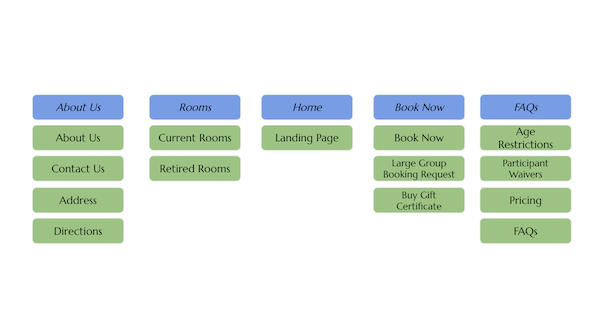 About Us
About Us
Contact Us
Address
Directions
Rooms
Current Rooms
Retired Rooms
Home
Landing Page
Book Now
Book Now
Large Group
Booking Request
Buy Gift
Certificate
FAQs
Age
Restrictions
Participant
Waivers
Pricing
FAQs